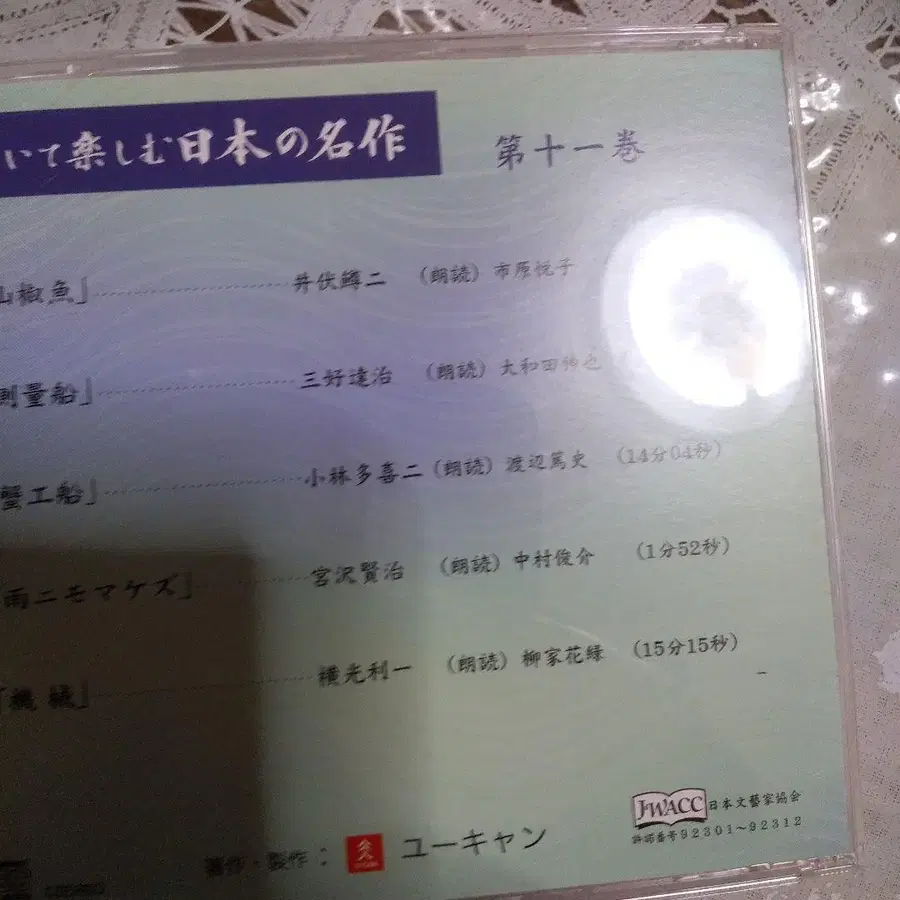 いて楽しむ日本の名作 第十一巻
山椒魚」 井伏鱒二 (朗読) 市原悦子
測量船」 三好達治 (朗読) 大和田伸也
蟹工船」 小林多喜二 (朗読) 渡辺篤史 (14分04秒)
「雨ニモマケズ」 宮沢賢治 (朗読) 中村俊介 (1分52秒)
「機械」 横光利一 (朗読) 柳家花緑 (15分15秒)
JWACC 日本文藝家協会
許諾番号92301〜92312
著作・製作: ユーキャン